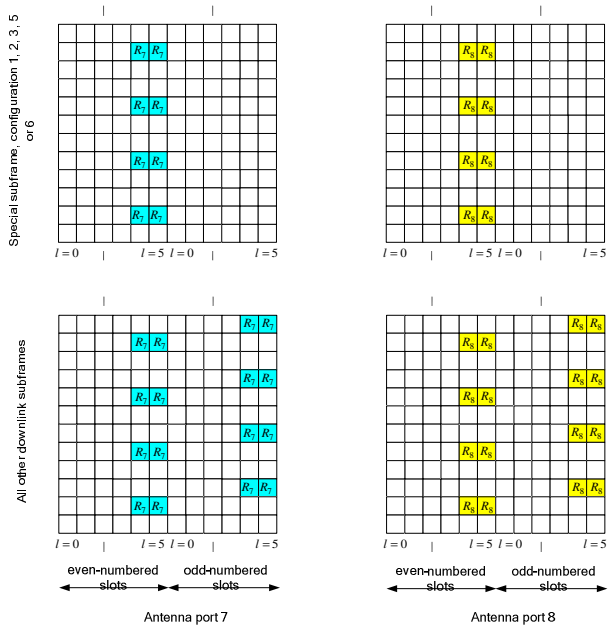 Special subframe, configuration 1, 2, 3, 5
or 6
R7 R7
R7 R7
R7 R7
R7 R7
l = 0 l = 5 l = 0 l = 5
R8 R8
R8 R8
R8 R8
R8 R8
l = 0 l = 5 l = 0 l = 5
All other downlink subframes
R7 R7
R7 R7
R7 R7
R7 R7
R7 R7
R7 R7
R7 R7
R7 R7
l = 0 l = 5 l = 0 l = 5
even-numbered
slots
odd-numbered
slots
Antenna port 7
R8 R8
R8 R8
R8 R8
R8 R8
R8 R8
R8 R8
R8 R8
R8 R8
l = 0 l = 5 l = 0 l = 5
even-numbered
slots
odd-numbered
slots
Antenna port 8